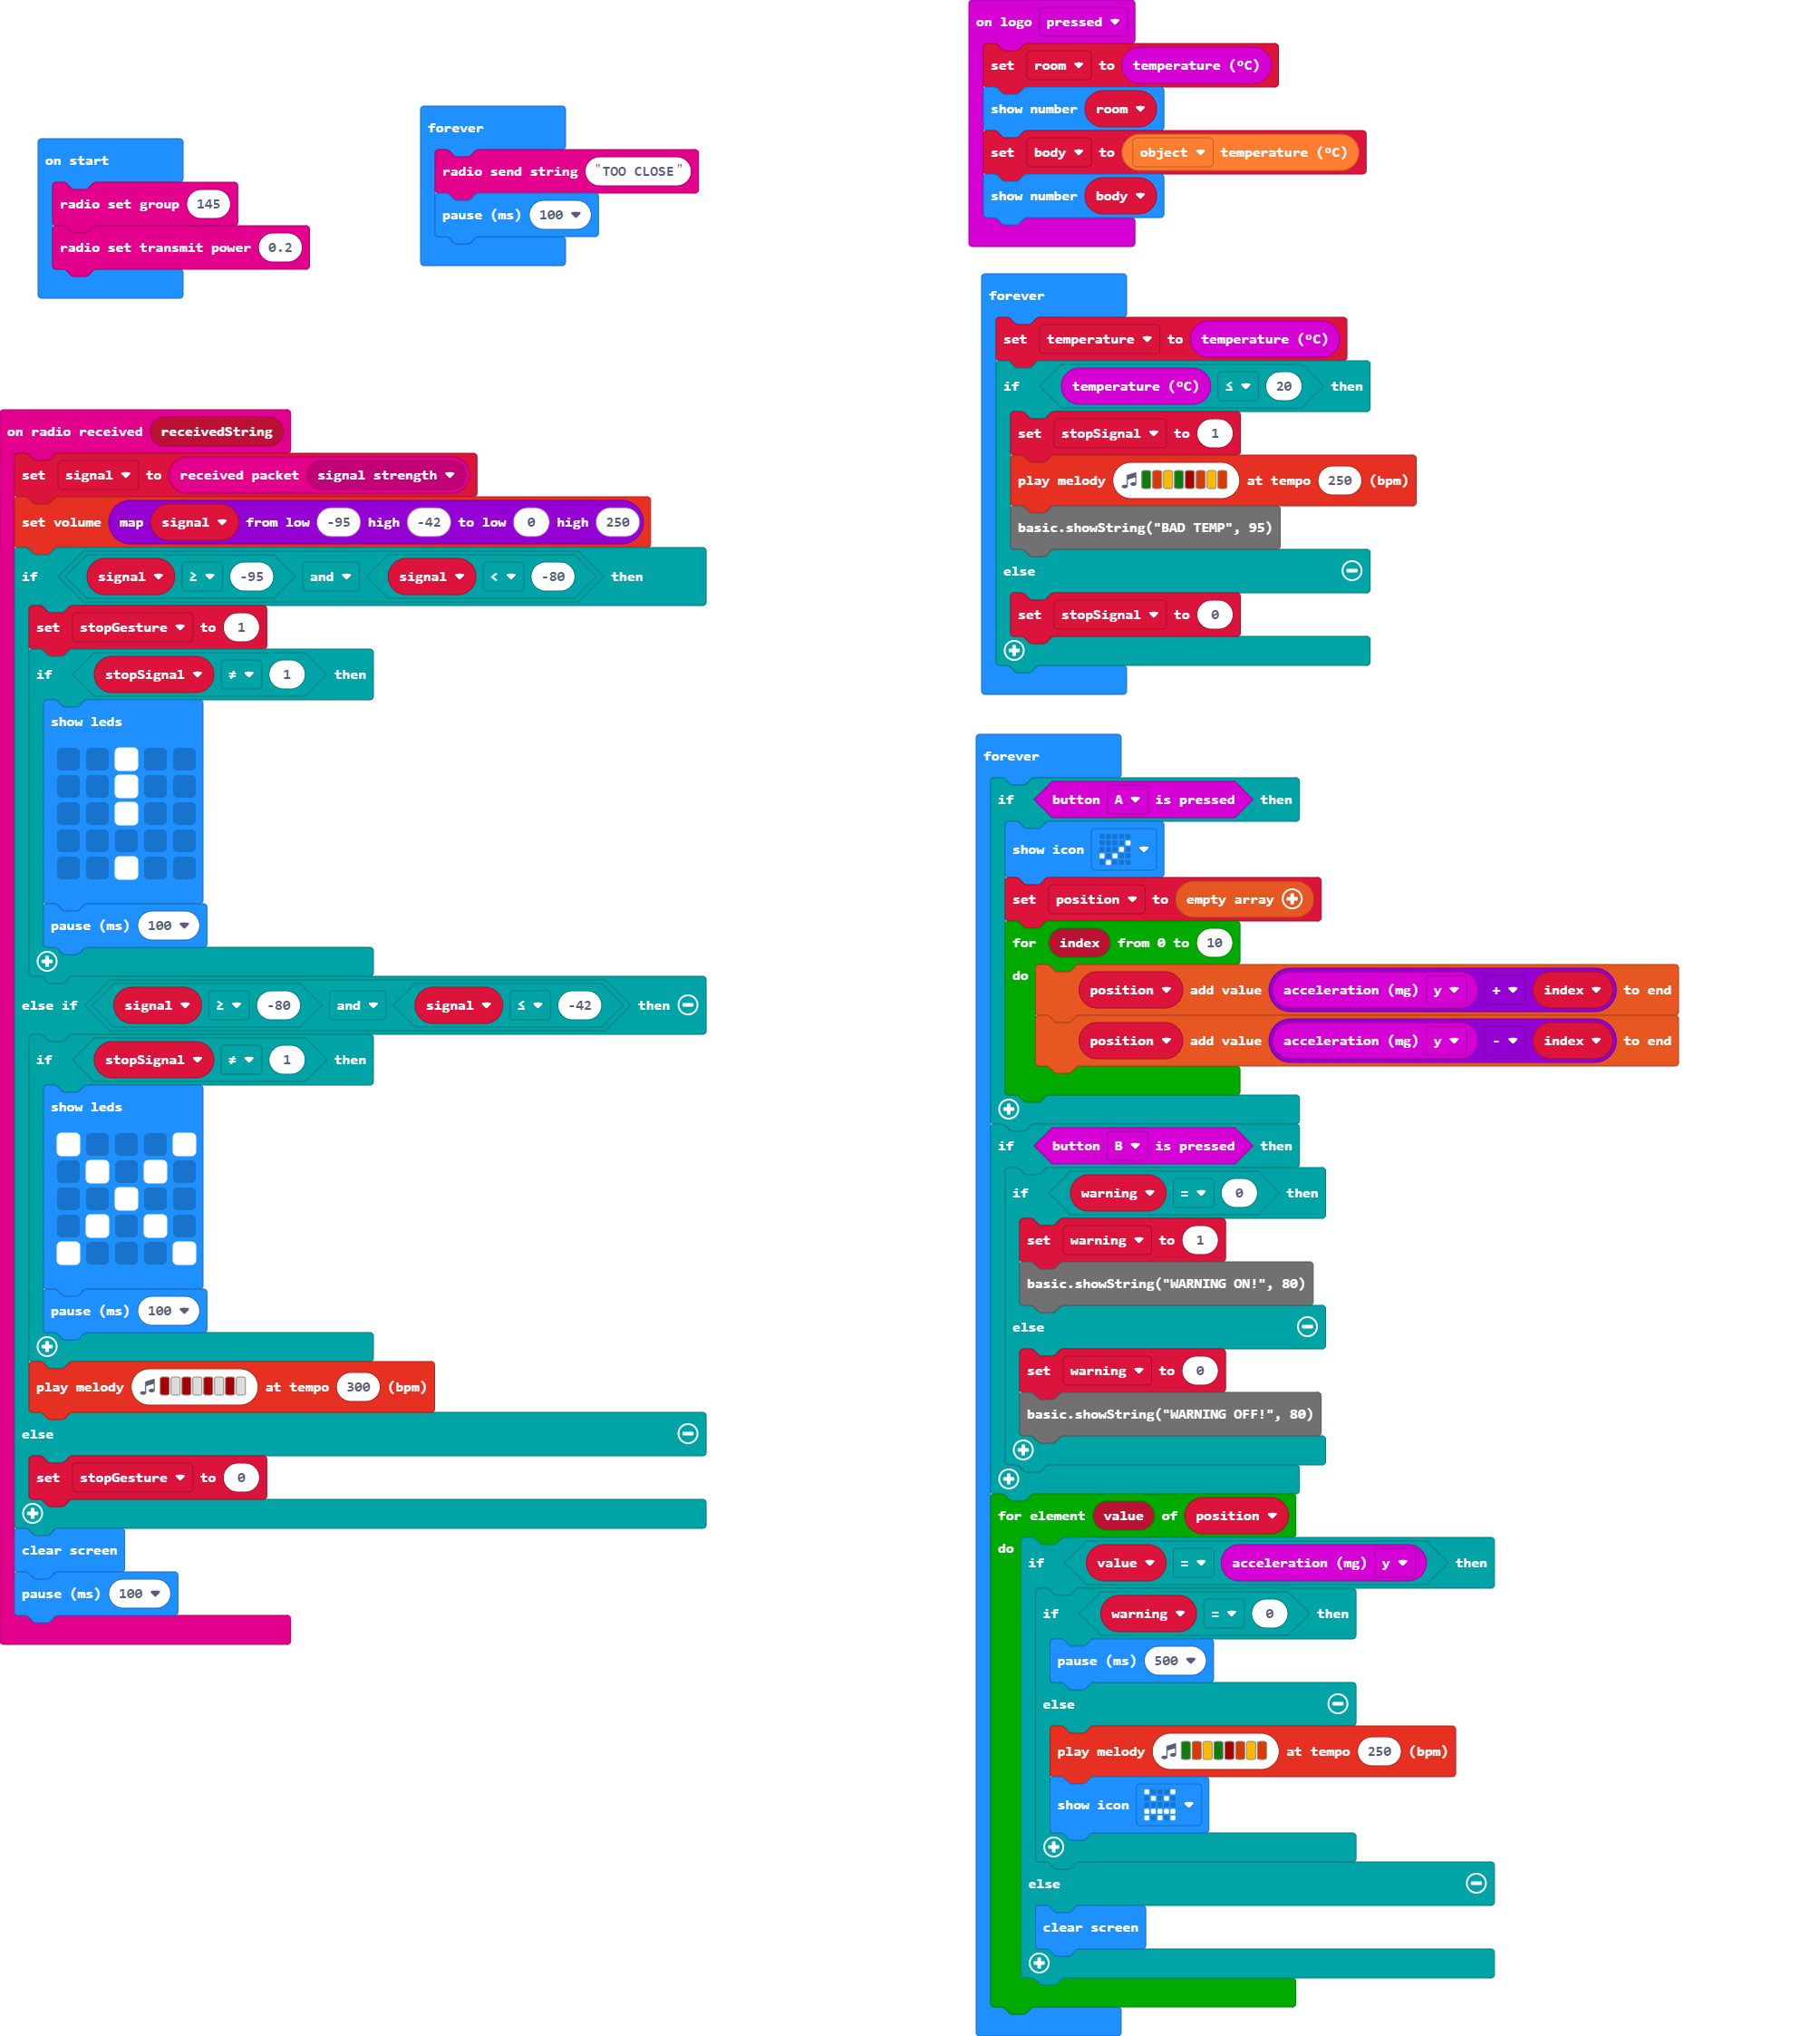 on start
radio set group 145
radio set transmit power 0.2
forever
radio send string "TOO CLOSE"
pause (ms) 100
on radio received receivedString
set signal to received packet signal strength
set volume map signal from low -95 high -42 to low 0 high 250
if signal ≥ -95 and signal < -80 then
set stopGesture to 1
if stopSignal ≠ 1 then
show leds
pause (ms) 100
else if signal ≥ -80 and signal ≤ -42 then
if stopSignal ≠ 1 then
show leds
pause (ms) 100
play melody at tempo 300 (bpm)
else
set stopGesture to 0
clear screen
pause (ms) 100
on logo pressed
set room to temperature (ºC)
show number room
set body to object temperature (ºC)
show number body
forever
set temperature to temperature (ºC)
if temperature (ºC) ≤ 20 then
set stopSignal to 1
play melody at tempo 250 (bpm)
basic.showString("BAD TEMP", 95)
else
set stopSignal to 0
forever
if button A is pressed then
show icon
set position to empty array
for index from 0 to 10
do position add value acceleration (mg) y + index to end
position add value acceleration (mg) y - index to end
if button B is pressed then
if warning = 0 then
set warning to 1
basic.showString("WARNING ON!", 80)
else
set warning to 0
basic.showString("WARNING OFF!", 80)
for element value of position
do if value = acceleration (mg) y then
if warning = 0 then
pause (ms) 500
else
play melody at tempo 250 (bpm)
show icon
else
clear screen